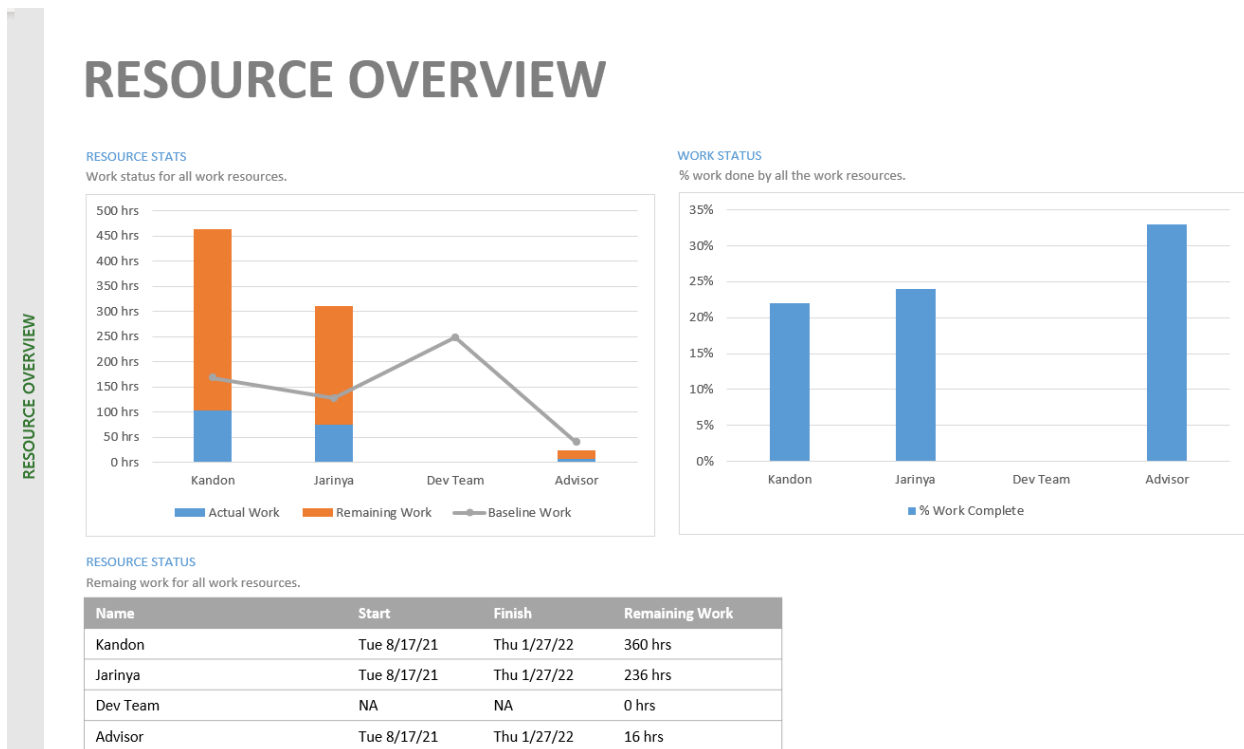 RESOURCE OVERVIEW
RESOURCE OVERVIEW
RESOURCE STATS
Work status for all work resources.
500 hrs
450 hrs
400 hrs
350 hrs
300 hrs
250 hrs
200 hrs
150 hrs
100 hrs
50 hrs
0 hrs
Kandon Jarinya Dev Team Advisor
Actual Work Remaining Work Baseline Work
WORK STATUS
% work done by all the work resources.
35%
30%
25%
20%
15%
10%
5%
0%
Kandon Jarinya Dev Team Advisor
% Work Complete
RESOURCE STATUS
Remaing work for all work resources.
Name Start Finish Remaining Work
Kandon Tue 8/17/21 Thu 1/27/22 360 hrs
Jarinya Tue 8/17/21 Thu 1/27/22 236 hrs
Dev Team NA NA 0 hrs
Advisor Tue 8/17/21 Thu 1/27/22 16 hrs